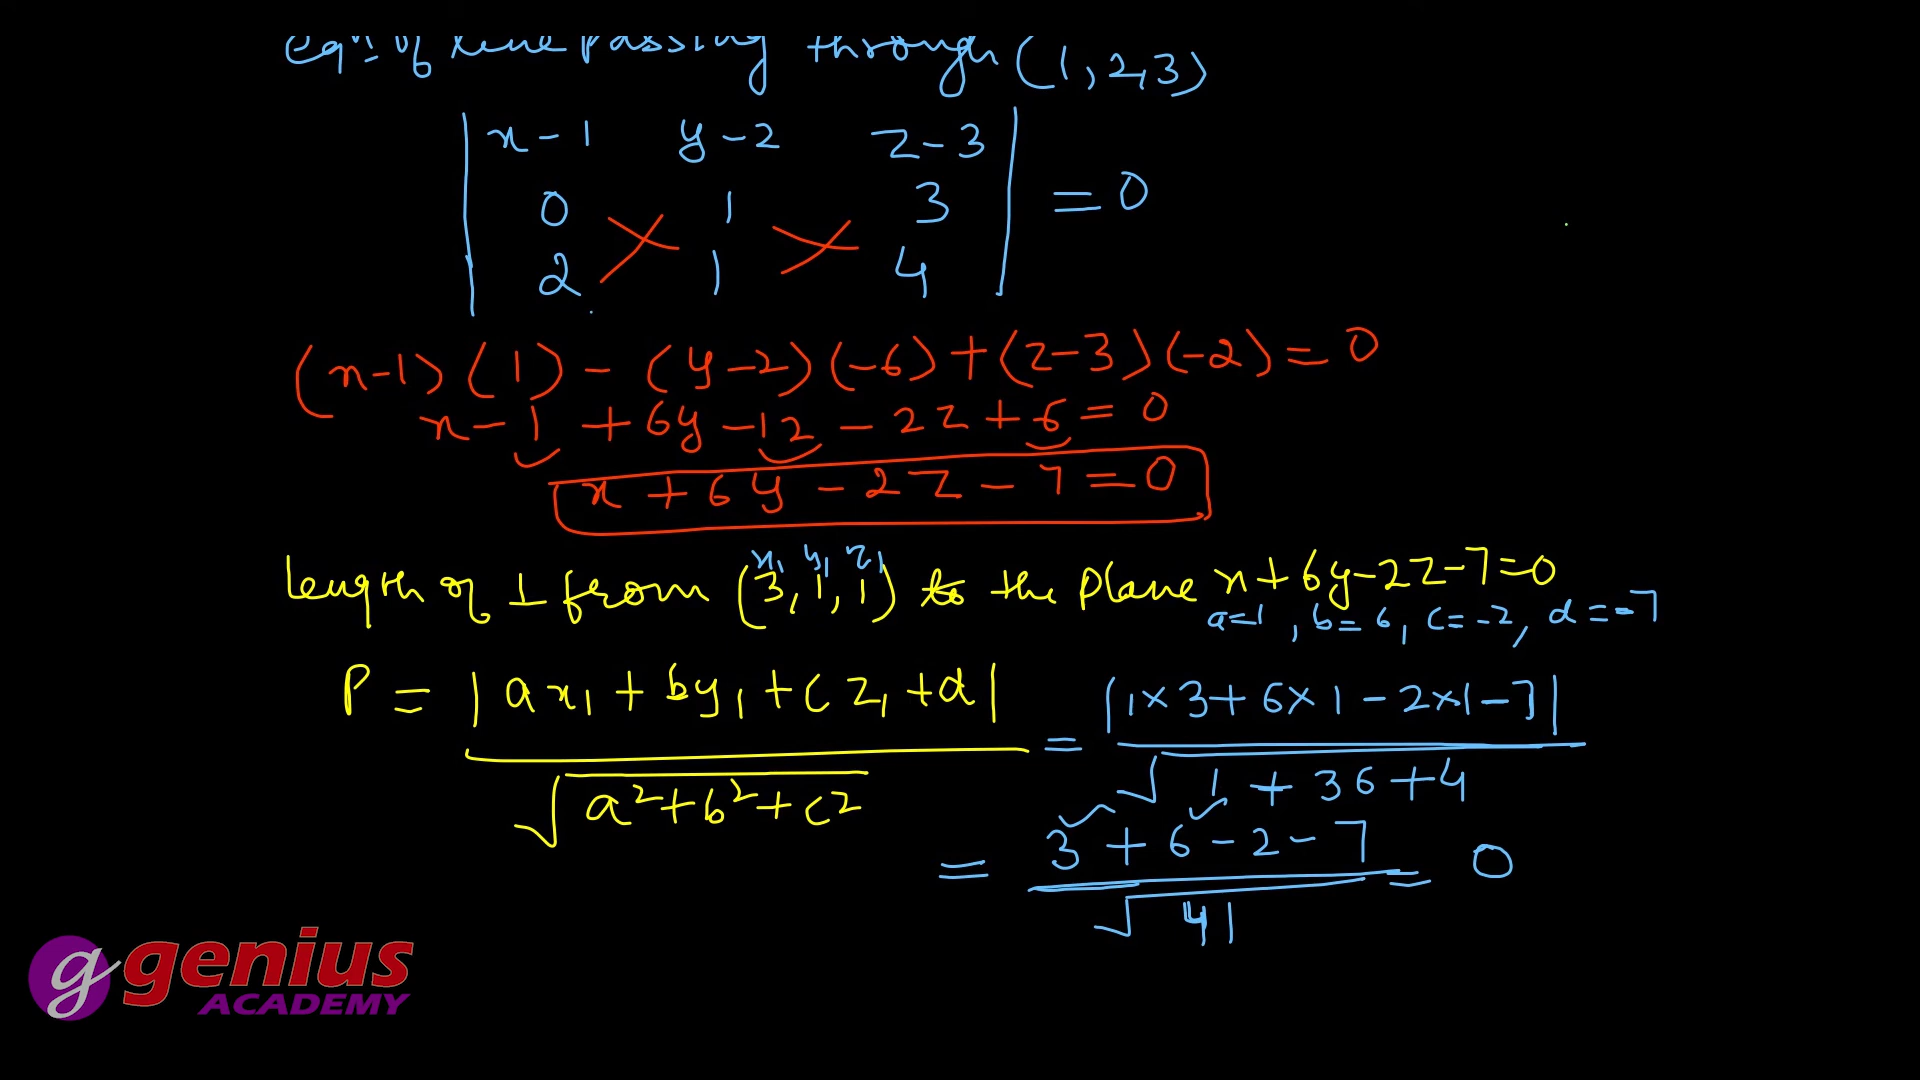 eqn. of line passing through (1, 2, 3)
| x-1 y-2 z-3 |
| 0 1 3 | = 0
| 2 1 4 |
(x-1) (1) - (y-2) (-6) + (z-3) (-2) = 0
x - 1 + 6y - 12 - 2z + 6 = 0
x + 6y - 2z - 7 = 0
x₁ y₁ z₁
Length of ⊥ from (3, 1, 1) to the plane x + 6y - 2z - 7 = 0
a=1, b=6, c=-2, d=-7
P = |ax₁ + by₁ + cz₁ + d| / √(a²+b²+c²) = |1×3 + 6×1 - 2×1 - 7| / √(1 + 36 + 4)
= (3 + 6 - 2 - 7) / √41 = 0
g genius
ACADEMY